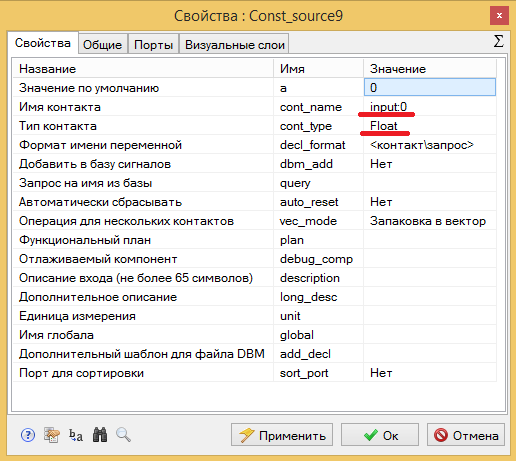 Свойства : Const_source9
x
Свойства Общие Порты Визуальные слои Σ
Название Имя Значение
Значение по умолчанию a 0
Имя контакта cont_name input:0
Тип контакта cont_type Float
Формат имени переменной decl_format <контакт\запрос>
Добавить в базу сигналов dbm_add Нет
Запрос на имя из базы query
Автоматически сбрасывать auto_reset Нет
Операция для нескольких контактов vec_mode Запаковка в вектор
Функциональный план plan
Отлаживаемый компонент debug_comp
Описание входа (не более 65 символов) description
Дополнительное описание long_desc
Единица измерения unit
Имя глобала global
Дополнительный шаблон для файла DBM add_decl
Порт для сортировки sort_port Нет
? b a Применить Ok Отмена